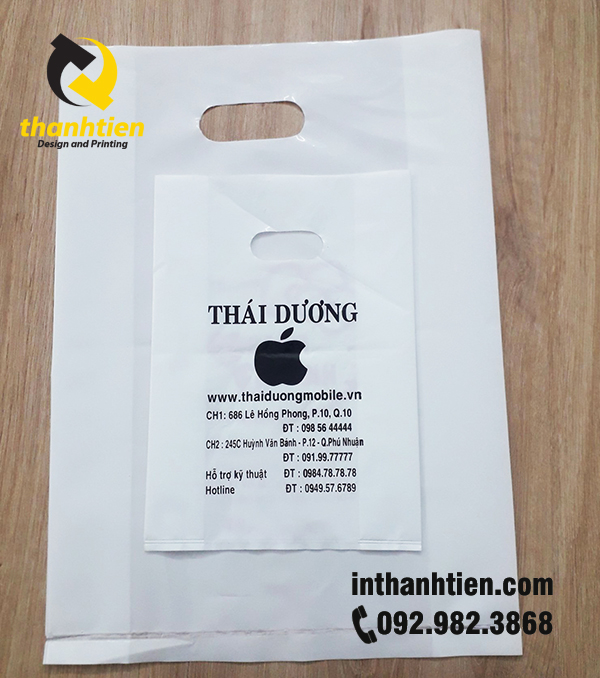 thanhtien
Design and Printing
THÁI DƯƠNG
www.thaiduongmobile.vn
CH1: 686 Lê Hồng Phong, P.10, Q.10
ĐT : 098 56 44444
CH2 : 245C Huỳnh Văn Bánh - P.12 - Q.Phú Nhuận
ĐT : 091.99.77777
Hỗ trợ kỹ thuật ĐT : 0984.78.78.78
Hotline ĐT : 0949.57.6789
inthanhtien.com
092.982.3868